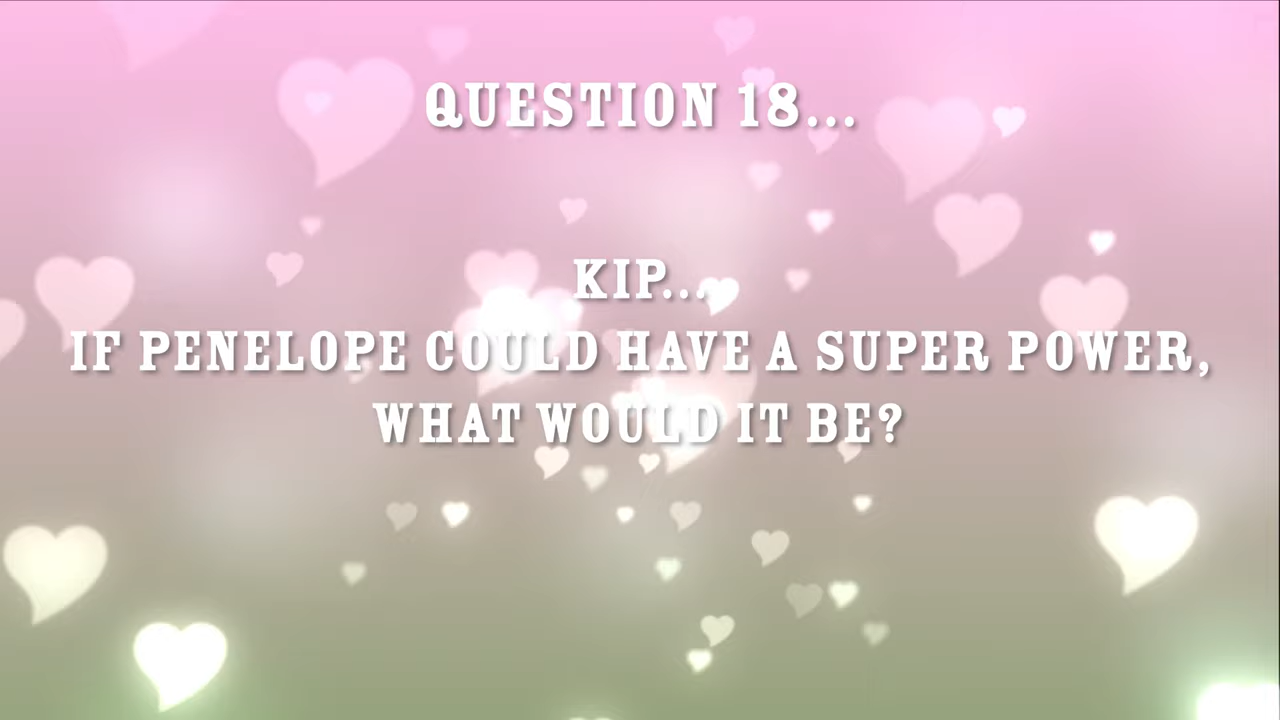 QUESTION 18...
KIP...
IF PENELOPE COULD HAVE A SUPER POWER,
WHAT WOULD IT BE?